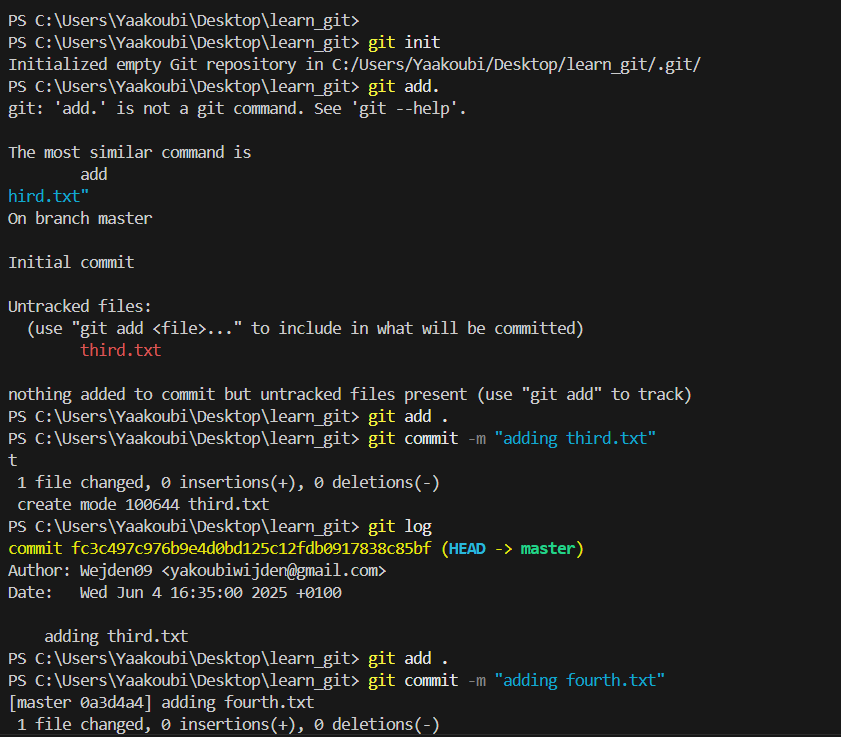 PS C:\Users\Yaakoubi\Desktop\learn_git>
PS C:\Users\Yaakoubi\Desktop\learn_git> git init
Initialized empty Git repository in C:/Users/Yaakoubi/Desktop/learn_git/.git/
PS C:\Users\Yaakoubi\Desktop\learn_git> git add.
git: 'add.' is not a git command. See 'git --help'.
The most similar command is
add
hird.txt"
On branch master
Initial commit
Untracked files:
(use "git add <file>..." to include in what will be committed)
third.txt
nothing added to commit but untracked files present (use "git add" to track)
PS C:\Users\Yaakoubi\Desktop\learn_git> git add .
PS C:\Users\Yaakoubi\Desktop\learn_git> git commit -m "adding third.txt"
t
1 file changed, 0 insertions(+), 0 deletions(-)
create mode 100644 third.txt
PS C:\Users\Yaakoubi\Desktop\learn_git> git log
commit fc3c497c976b9e4d0bd125c12fdb0917838c85bf (HEAD -> master)
Author: Wejden09 <yakoubiwijden@gmail.com>
Date:   Wed Jun 4 16:35:00 2025 +0100
adding third.txt
PS C:\Users\Yaakoubi\Desktop\learn_git> git add .
PS C:\Users\Yaakoubi\Desktop\learn_git> git commit -m "adding fourth.txt"
[master 0a3d4a4] adding fourth.txt
1 file changed, 0 insertions(+), 0 deletions(-)